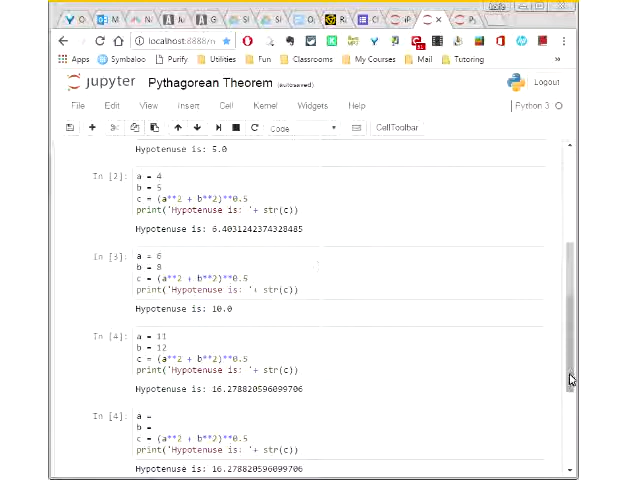 localhost:8888/n
Apps Symbaloo Purify Utilities Fun Classrooms My Courses Mail Tutoring
jupyter Pythagorean Theorem (autosaved) Logout
File Edit View Insert Cell Kernel Widgets Help Python 3
Code CellToolbar
Hypotenuse is: 5.0
In [2]: a = 4
b = 5
c = (a**2 + b**2)**0.5
print('Hypotenuse is: '+ str(c))
Hypotenuse is: 6.4031242374328485
In [3]: a = 6
b = 8
c = (a**2 + b**2)**0.5
print('Hypotenuse is: '+ str(c))
Hypotenuse is: 10.0
In [4]: a = 11
b = 12
c = (a**2 + b**2)**0.5
print('Hypotenuse is: '+ str(c))
Hypotenuse is: 16.278820596099706
In [4]: a =
b =
c = (a**2 + b**2)**0.5
print('Hypotenuse is: '+ str(c))
Hypotenuse is: 16.278820596099706